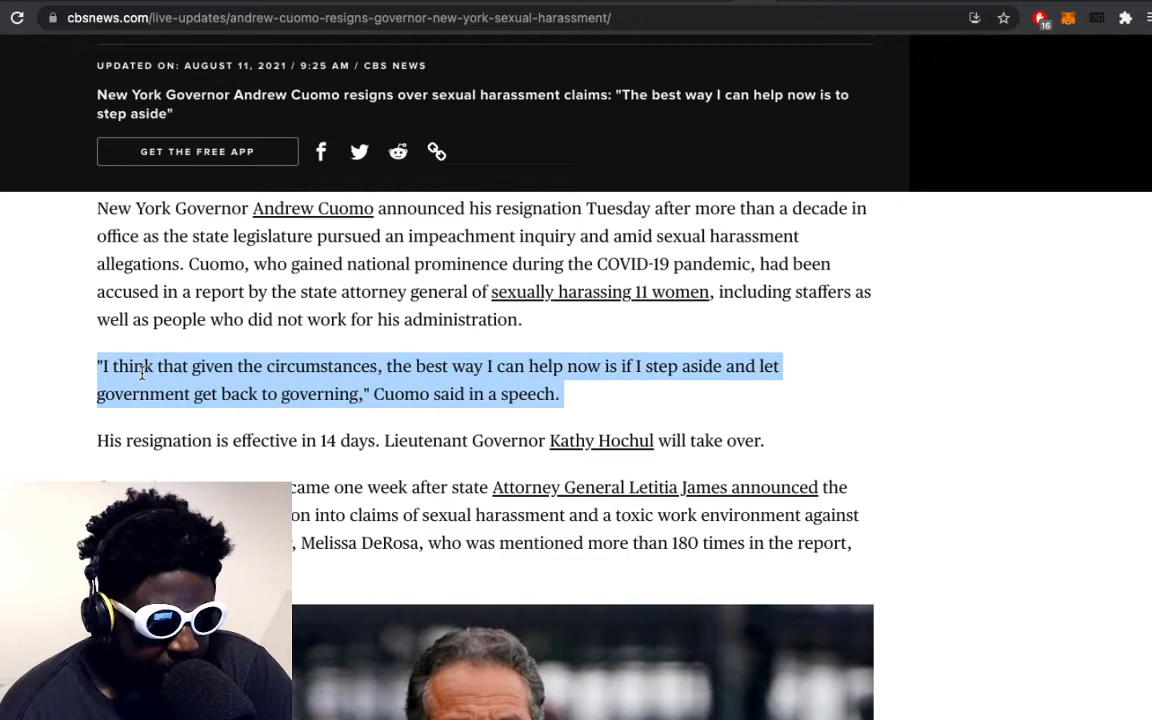 cbsnews.com/live-updates/andrew-cuomo-resigns-governor-new-york-sexual-harassment/
16
UPDATED ON: AUGUST 11, 2021 / 9:25 AM / CBS NEWS
New York Governor Andrew Cuomo resigns over sexual harassment claims: "The best way I can help now is to
step aside"
GET THE FREE APP
New York Governor Andrew Cuomo announced his resignation Tuesday after more than a decade in
office as the state legislature pursued an impeachment inquiry and amid sexual harassment
allegations. Cuomo, who gained national prominence during the COVID-19 pandemic, had been
accused in a report by the state attorney general of sexually harassing 11 women, including staffers as
well as people who did not work for his administration.
"I think that given the circumstances, the best way I can help now is if I step aside and let
government get back to governing," Cuomo said in a speech.
His resignation is effective in 14 days. Lieutenant Governor Kathy Hochul will take over.
came one week after state Attorney General Letitia James announced the
on into claims of sexual harassment and a toxic work environment against
, Melissa DeRosa, who was mentioned more than 180 times in the report,